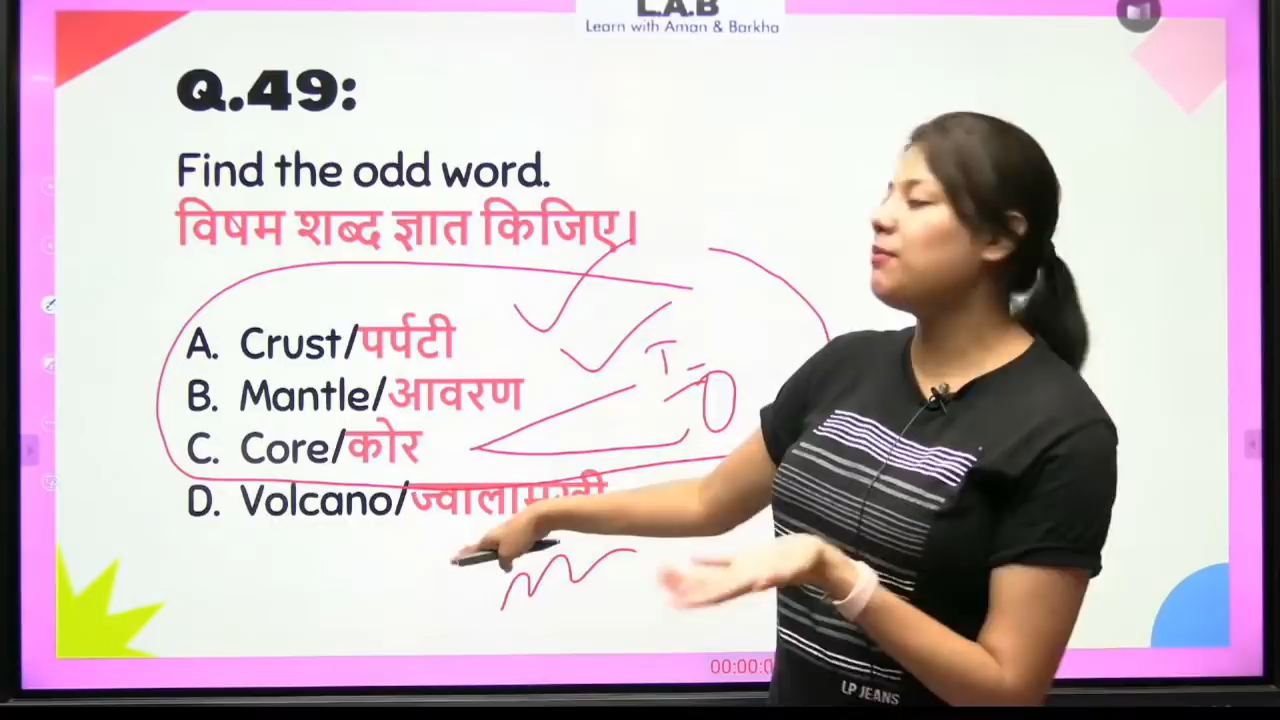 L.A.B
Learn with Aman & Barkha
Q.49:
Find the odd word.
विषम शब्द ज्ञात किजिए।
A. Crust/पर्पटी
B. Mantle/आवरण
C. Core/कोर
D. Volcano/ज्वालामुखी
LP JEANS